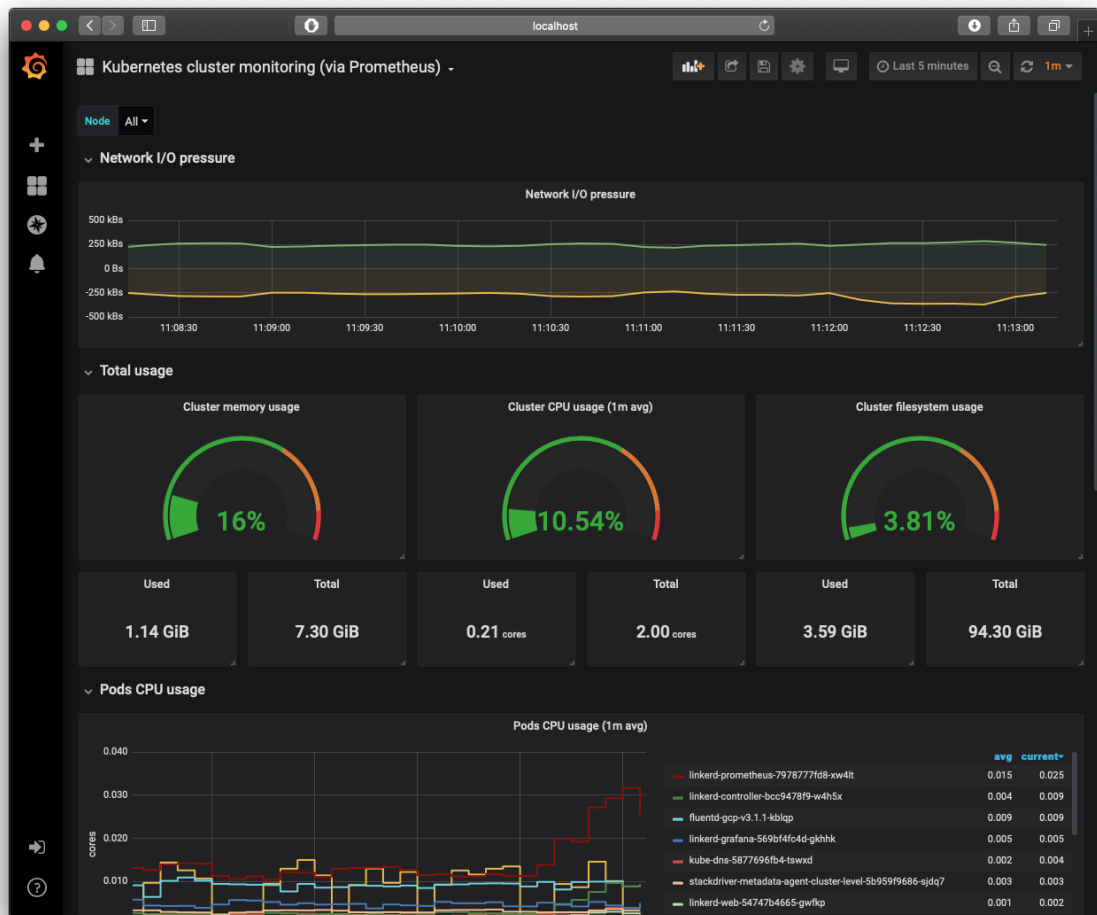 localhost
Kubernetes cluster monitoring (via Prometheus)
Last 5 minutes
1m
Node All
Network I/O pressure
Network I/O pressure
500 kBs
250 kBs
0 Bs
-250 kBs
-500 kBs
11:08:30 11:09:00 11:09:30 11:10:00 11:10:30 11:11:00 11:11:30 11:12:00 11:12:30 11:13:00
Total usage
Cluster memory usage
16%
Cluster CPU usage (1m avg)
10.54%
Cluster filesystem usage
3.81%
Used
1.14 GiB
Total
7.30 GiB
Used
0.21 cores
Total
2.00 cores
Used
3.59 GiB
Total
94.30 GiB
Pods CPU usage
Pods CPU usage (1m avg)
cores
0.040
0.030
0.020
0.010
avg current
linkerd-prometheus-7978777fd8-xw4lt 0.015 0.025
linkerd-controller-bcc9478f9-w4h5x 0.004 0.009
fluentd-gcp-v3.1.1-kblqp 0.009 0.009
linkerd-grafana-569bf4fc4d-gkhhk 0.005 0.005
kube-dns-5877696fb4-tswxd 0.002 0.004
stackdriver-metadata-agent-cluster-level-5b959f9686-sjdq7 0.003 0.003
linkerd-web-54747b4665-gwfkp 0.001 0.002